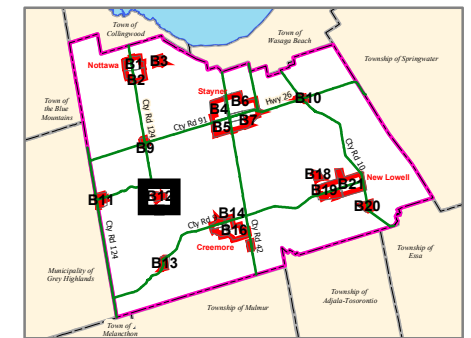 Town of
Collingwood
Town of
Wasaga Beach
Nottawa
B1
B3
B2
Township of Springwater
Stayner
B6
B4
B10
Hwy 26
Town of
the Blue
Mountains
Cty Rd 124
Cty Rd 91
B5
B7
B9
Cty Rd 10
B18
New Lowell
B19
B21
B11
B12
B20
B14
Cty Rd
B16
Cty Rd 124
Creemore
Rd 42
Township of
Essa
B13
Municipality of
Grey Highlands
Township of
Adjala-Tosorontio
Township of Mulmur
Town of
Melancthon